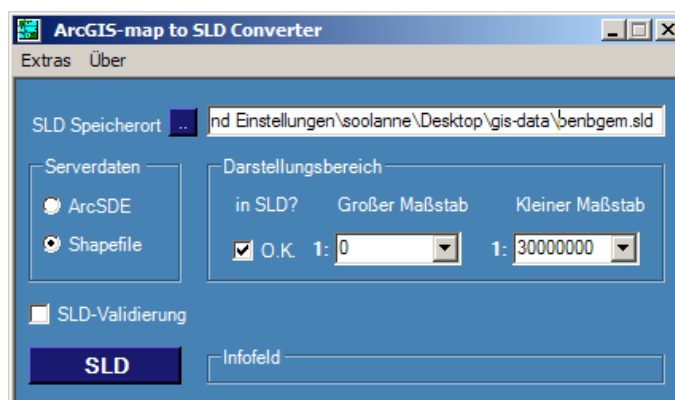 ArcGIS-map to SLD Converter
Extras Über
SLD Speicherort .. nd Einstellungen\soolanne\Desktop\gis-data\benbgem.sld
Serverdaten
ArcSDE
Shapefile
Darstellungsbereich
in SLD? Großer Maßstab Kleiner Maßstab
O.K. 1: 0 1: 30000000
SLD-Validierung
SLD
Infofeld